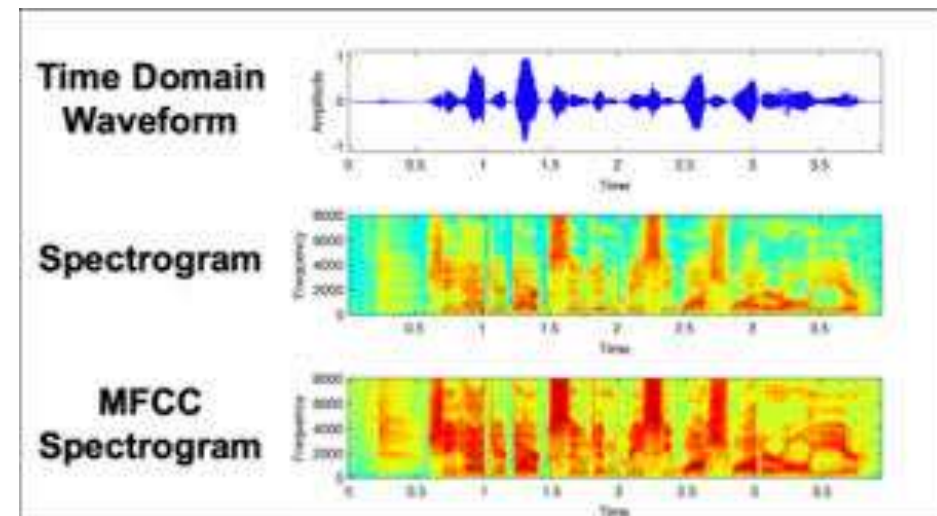 Time Domain
Waveform
Amplitude
1
0
-1
0 0.5 1 1.5 2 2.5 3 3.5
Time
Spectrogram
Frequency
8000
6000
4000
2000
0
0.5 1 1.5 2 2.5 3 3.5
Time
MFCC
Spectrogram
Frequency
8000
6000
4000
2000
0
0 0.5 1 1.5 2 2.5 3 3.5
Time